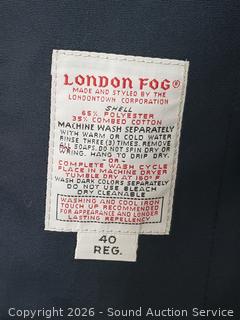 LONDON FOG®
MADE AND STYLED BY THE
LONDONTOWN CORPORATION
SHELL
65% POLYESTER
35% COMBED COTTON
MACHINE WASH SEPARATELY
WITH WARM OR COLD WATER
RINSE THREE (3) TIMES. REMOVE
ALL SOAPS. DO NOT SPIN DRY OR
WRING. HANG TO DRIP DRY.
-OR-
COMPLETE WASH CYCLE
PLACE IN MACHINE DRYER
TUMBLE DRY AT 160° F
WASH DARK COLORS SEPARATELY
DO NOT USE BLEACH
DRY CLEANABLE
WASHING AND COOL IRON
TOUCH UP RECOMMENDED
FOR APPEARANCE AND LONGER
LASTING REPELLENCY
40
REG.
Copyright 2026 - Sound Auction Service